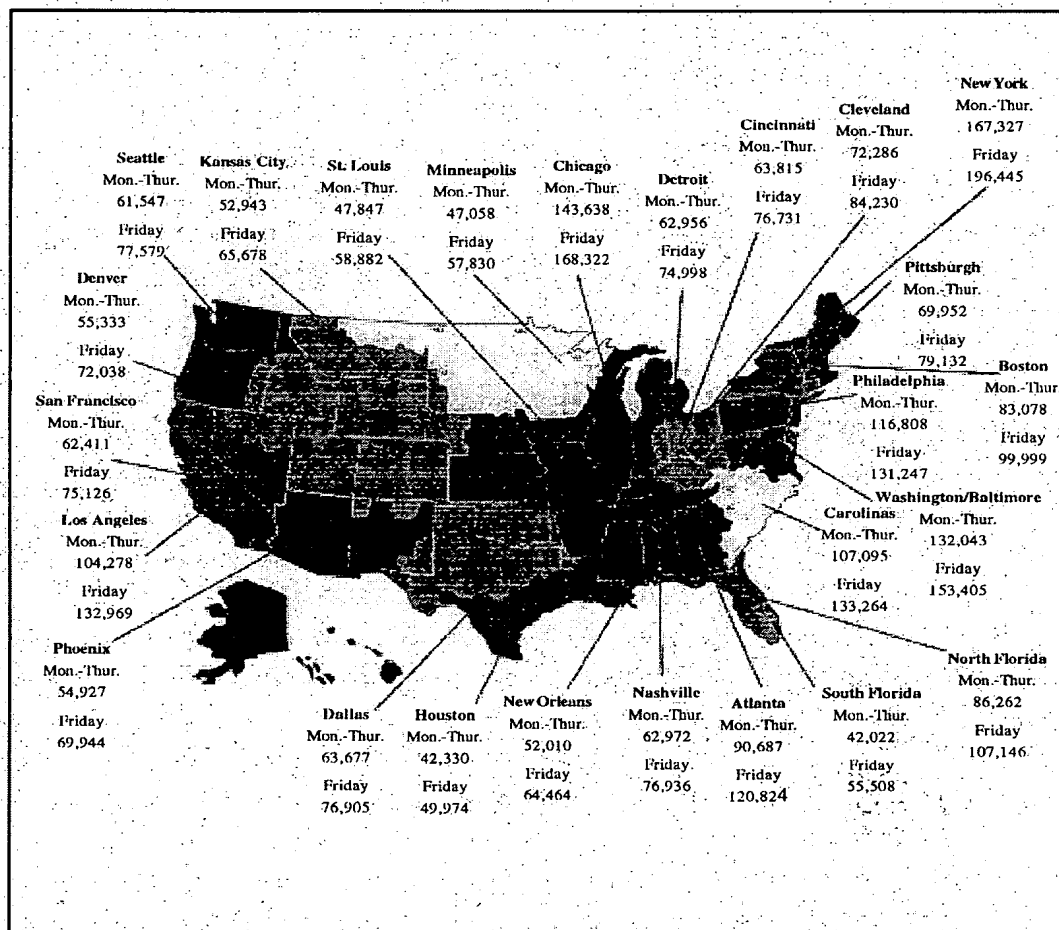 New York
Mon.-Thur.
167,327
Friday
196,445
Cleveland
Mon.-Thur.
72,286
Friday
84,230
Cincinnati
Mon.-Thur.
63,815
Friday
76,731
Seattle
Mon.-Thur.
61,547
Friday
77,579
Kansas City
Mon.-Thur.
52,943
Friday
65,678
St. Louis
Mon.-Thur.
47,847
Friday
58,882
Minneapolis
Mon.-Thur.
47,058
Friday
57,830
Chicago
Mon.-Thur.
143,638
Friday
168,322
Detroit
Mon.-Thur.
62,956
Friday
74,998
Denver
Mon.-Thur.
55,333
Friday
72,038
Pittsburgh
Mon.-Thur.
69,952
Friday
79,132
Boston
Mon.-Thur
83,078
Friday
99,999
Philadelphia
Mon.-Thur.
116,808
Friday
131,247
San Francisco
Mon.-Thur.
62,411
Friday
75,126
Washington/Baltimore
Mon.-Thur.
132,043
Friday
153,405
Carolinas
Mon.-Thur.
107,095
Friday
133,264
Los Angeles
Mon.-Thur.
104,278
Friday
132,969
Phoenix
Mon.-Thur.
54,927
Friday
69,944
North Florida
Mon.-Thur.
86,262
Friday
107,146
Dallas
Mon.-Thur.
63,677
Friday
76,905
Houston
Mon.-Thur.
42,330
Friday
49,974
New Orleans
Mon.-Thur.
52,010
Friday
64,464
Nashville
Mon.-Thur.
62,972
Friday
76,936
Atlanta
Mon.-Thur.
90,687
Friday
120,824
South Florida
Mon.-Thur.
42,022
Friday
55,508